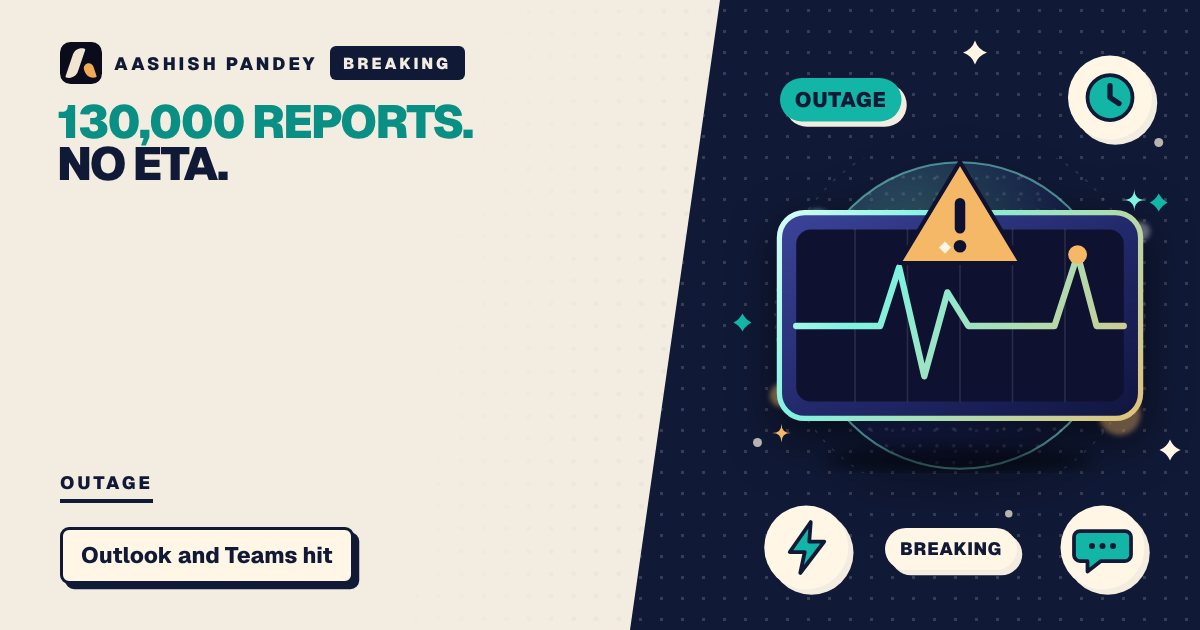 AASHISH PANDEY
BREAKING
130,000 REPORTS.
NO ETA.
OUTAGE
Outlook and Teams hit
OUTAGE
BREAKING